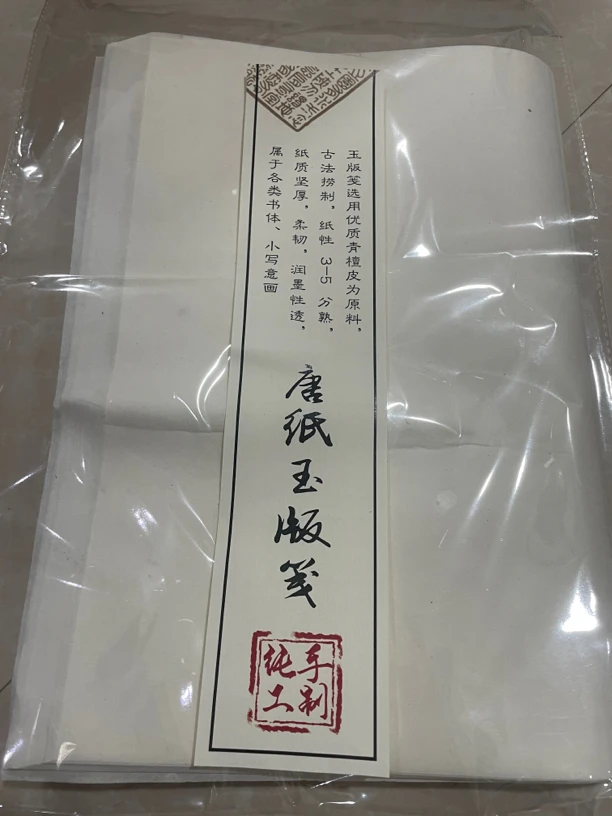 玉版笺选用优质青檀皮为原料，
古法捞制，纸性 3-5 分熟，
纸质坚厚，柔韧，润墨性透，
属于各类书体、小写意画
唐纸玉版笺
纯手
工制